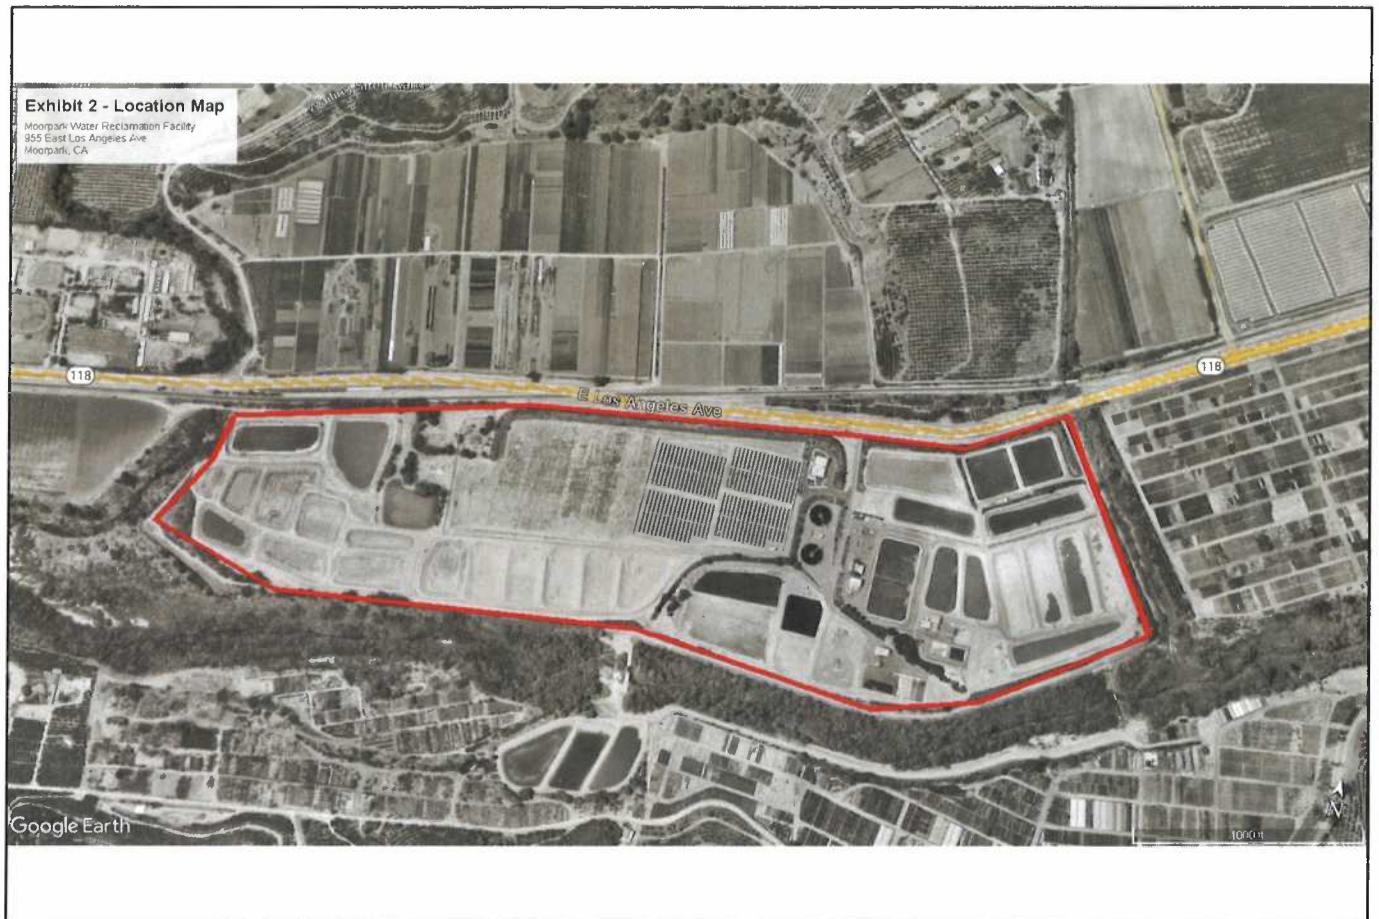 Exhibit 2 - Location Map
Moorpark Water Reclamation Facility
955 East Los Angeles Ave
Moorpark, CA
118
118
E Los Angeles Ave
Google Earth
N
1000 ft